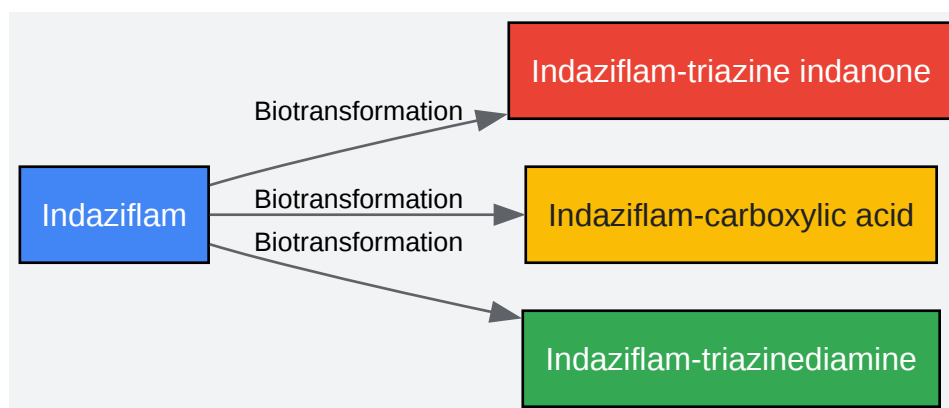 Indaziflam-triazine indanone
Biotransformation
Indaziflam
Biotransformation
Indaziflam-carboxylic acid
Biotransformation
Indaziflam-triazinediamine